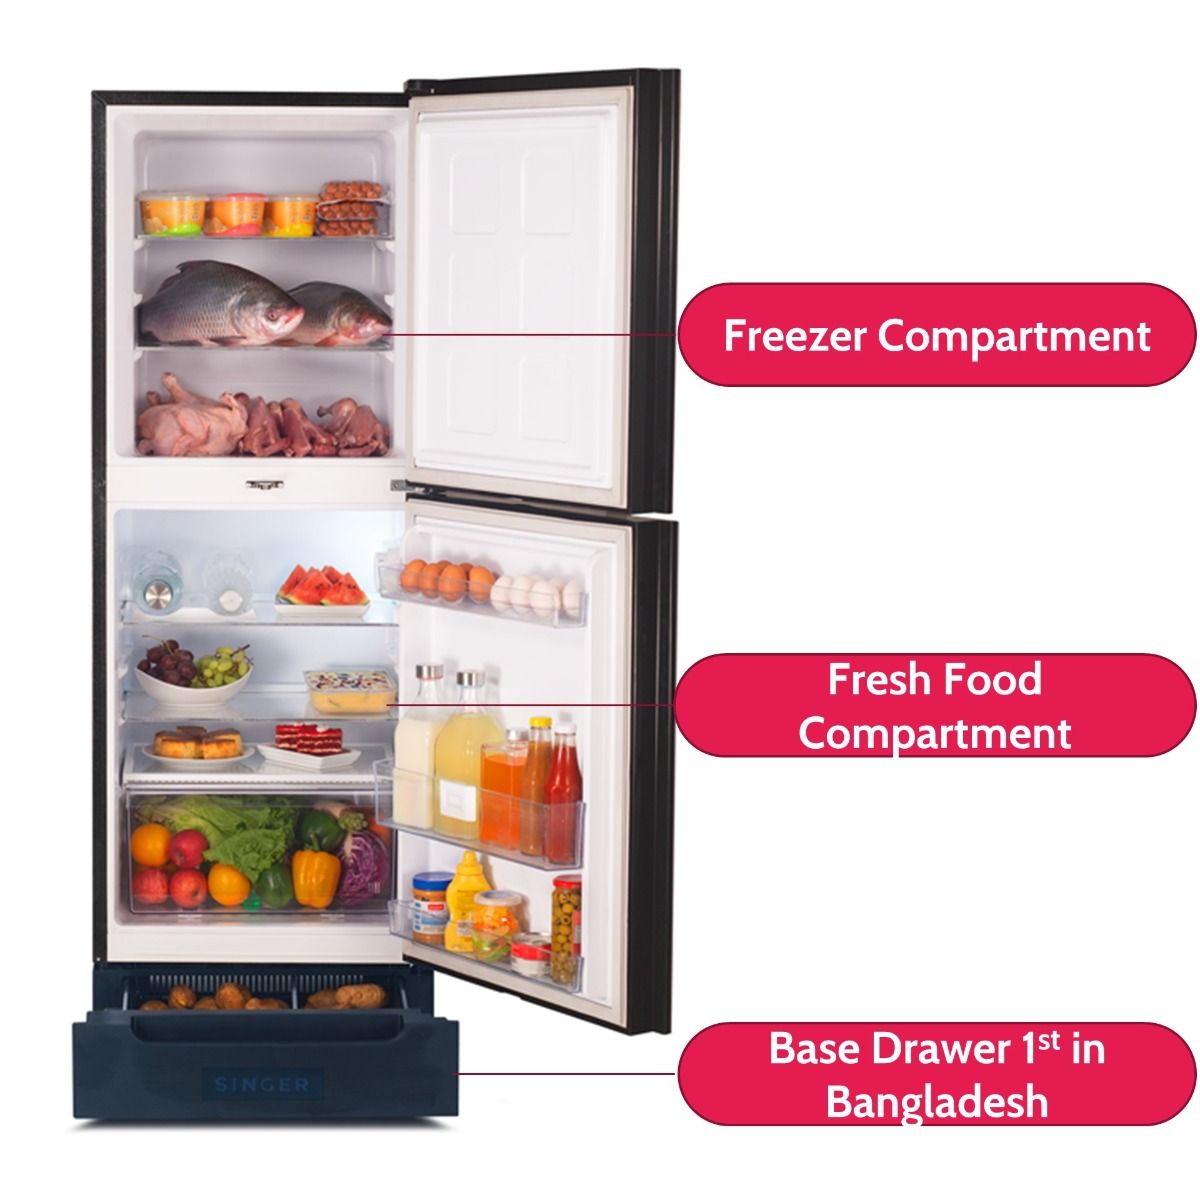 Freezer Compartment
Fresh Food
Compartment
Base Drawer 1st in
Bangladesh
SINGER